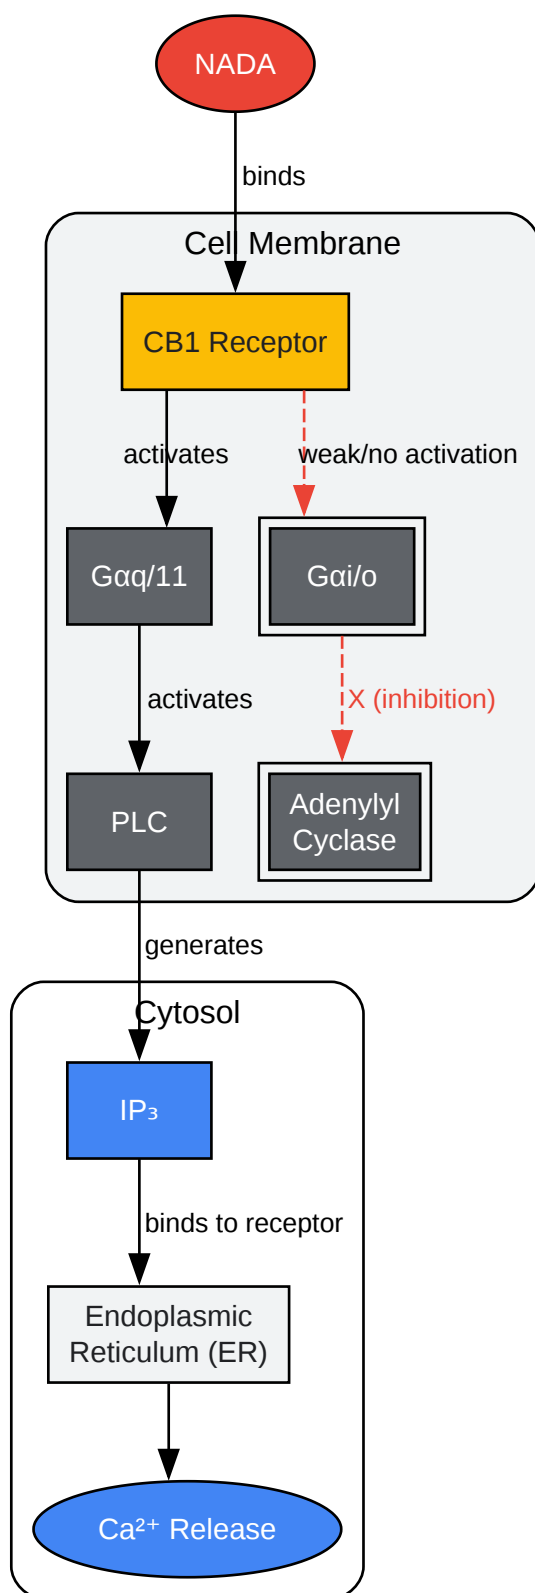 NADA
binds
Cell Membrane
CB1 Receptor
activates
weak/no activation
Gαq/11
Gαi/o
activates
X (inhibition)
PLC
Adenylyl
Cyclase
generates
Cytosol
IP₃
binds to receptor
Endoplasmic
Reticulum (ER)
Ca²⁺ Release